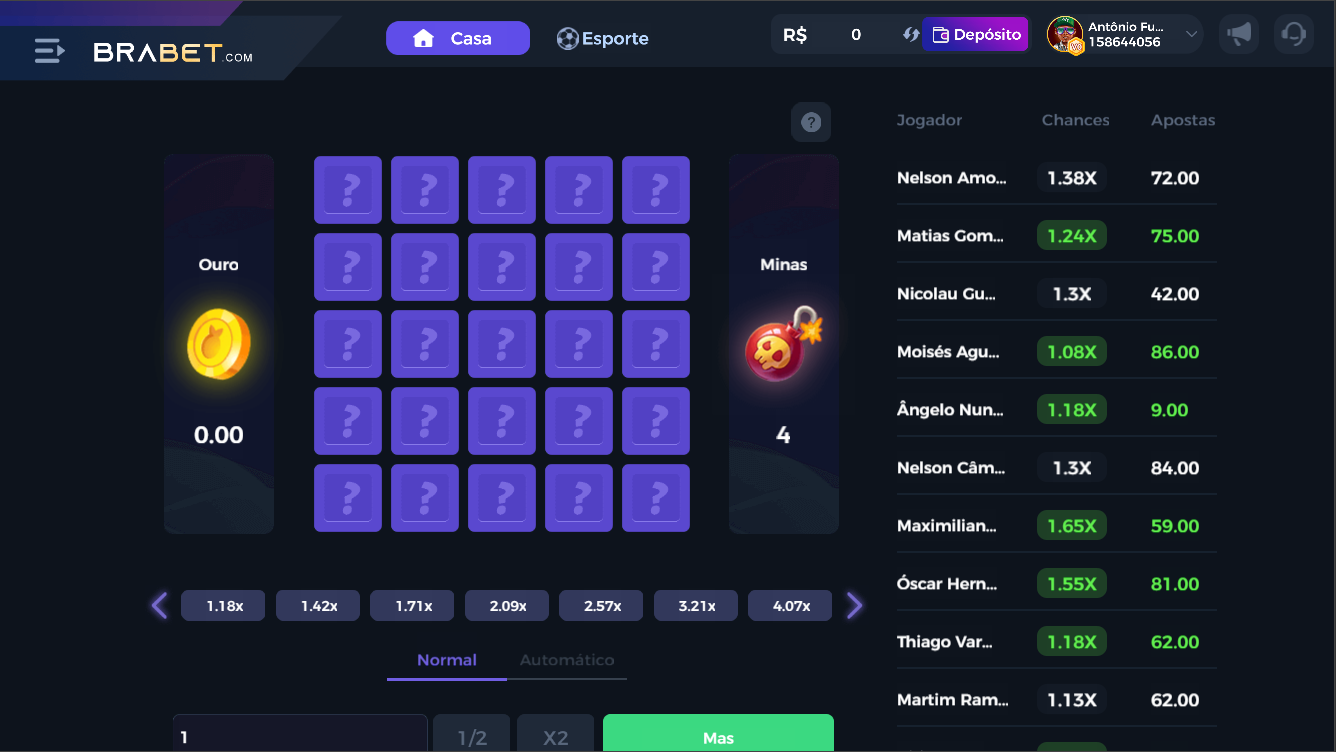 BRABET.COM
Casa
Esporte
R$ 0
Depósito
Antônio Fu...
158644056
?
Jogador Chances Apostas
Nelson Amo... 1.38X 72.00
Matias Gom... 1.24X 75.00
Nicolau Gu... 1.3X 42.00
Moisés Agu... 1.08X 86.00
Ângelo Nun... 1.18X 9.00
Nelson Câm... 1.3X 84.00
Maximilian... 1.65X 59.00
Óscar Hern... 1.55X 81.00
Thiago Var... 1.18X 62.00
Martim Ram... 1.13X 62.00
Ouro
0.00
? ? ? ? ?
? ? ? ? ?
? ? ? ? ?
? ? ? ? ?
? ? ? ? ?
Minas
4
1.18x 1.42x 1.71x 2.09x 2.57x 3.21x 4.07x
Normal Automático
1 1/2 X2 Mas